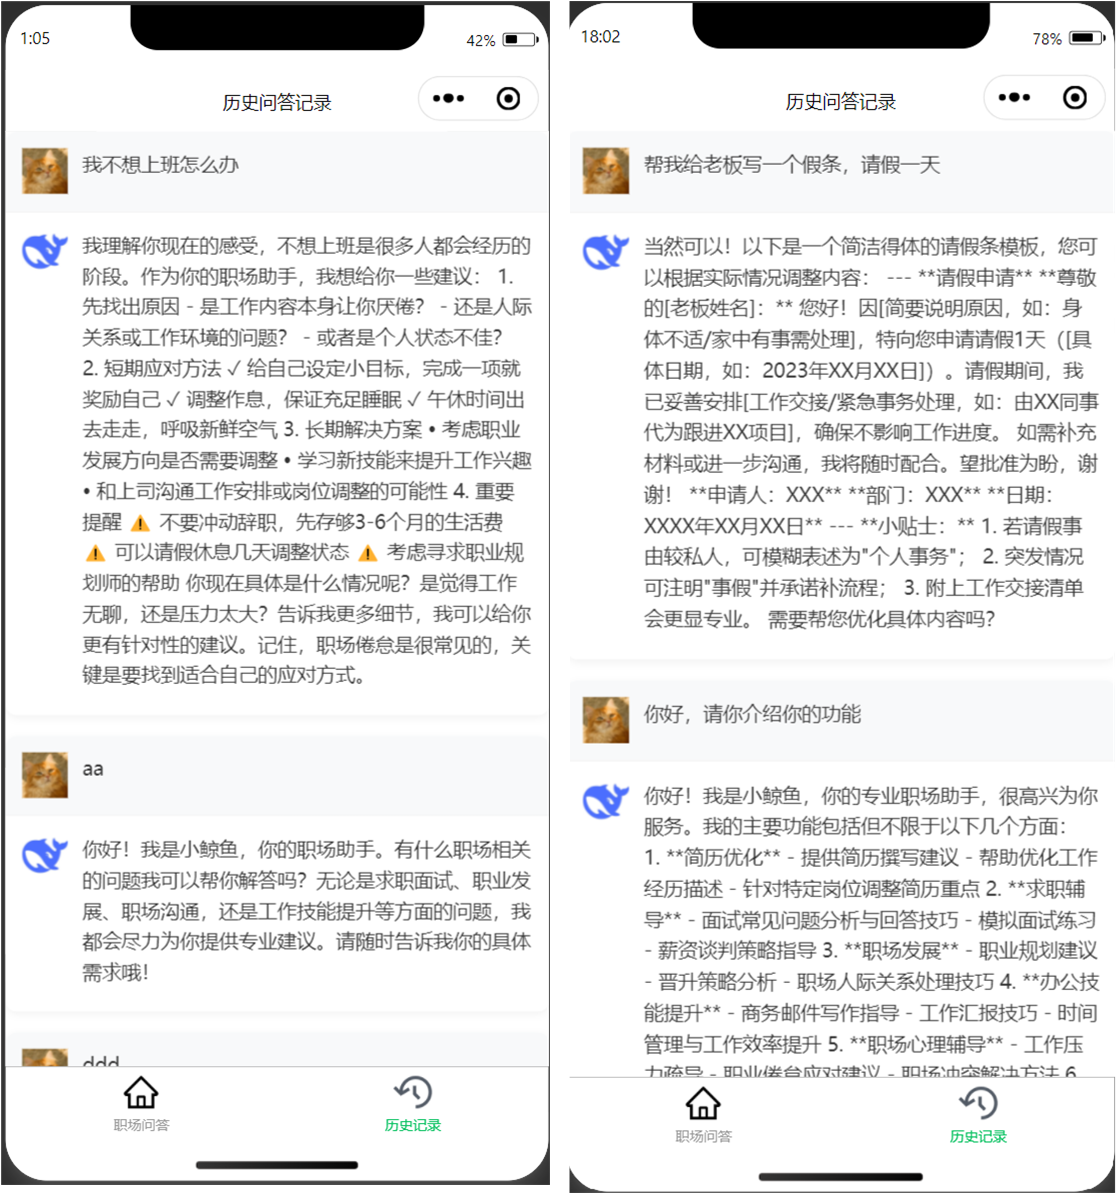 1:05
42%
历史问答记录
我不想上班怎么办
我理解你现在的感受，不想上班是很多人都会经历的
阶段。作为你的职场助手，我想给你一些建议： 1.
先找出原因 - 是工作内容本身让你厌倦？ - 还是人际
关系或工作环境的问题？ - 或者是个人状态不佳？
2. 短期应对方法 ✓ 给自己设定小目标，完成一项就
奖励自己 ✓ 调整作息，保证充足睡眠 ✓ 午休时间出
去走走，呼吸新鲜空气 3. 长期解决方案 • 考虑职业
发展方向是否需要调整 • 学习新技能来提升工作兴趣
• 和上司沟通工作安排或岗位调整的可能性 4. 重要
提醒 ⚠️ 不要冲动辞职，先存够3-6个月的生活费
⚠️ 可以请假休息几天调整状态 ⚠️ 考虑寻求职业规
划师的帮助 你现在具体是什么情况呢？是觉得工作
无聊，还是压力太大？告诉我更多细节，我可以给你
更有针对性的建议。记住，职场倦怠是很常见的，关
键是要找到适合自己的应对方式。
aa
你好！我是小鲸鱼，你的职场助手。有什么职场相关
的问题我可以帮你解答吗？无论是求职面试、职业发
展、职场沟通，还是工作技能提升等方面的问题，我
都会尽力为你提供专业建议。请随时告诉我你的具体
需求哦！
ddd
职场问答
历史记录
18:02
78%
历史问答记录
帮我给老板写一个假条，请假一天
当然可以！以下是一个简洁得体的请假条模板，您可
以根据实际情况调整内容： --- **请假申请** **尊敬
的[老板姓名]：** 您好！因[简要说明原因，如：身
体不适/家中有事需处理]，特向您申请请假1天（[具
体日期，如：2023年XX月XX日]）。请假期间，我
已妥善安排[工作交接/紧急事务处理，如：由XX同事
代为跟进XX项目]，确保不影响工作进度。 如需补充
材料或进一步沟通，我将随时配合。望批准为盼，谢
谢！ **申请人：XXX** **部门：XXX** **日期：
XXXX年XX月XX日** --- **小贴士：** 1. 若请假事
由较私人，可模糊表述为"个人事务"； 2. 突发情况
可注明"事假"并承诺补流程； 3. 附上工作交接清单
会更显专业。 需要帮您优化具体内容吗？
你好，请你介绍你的功能
你好！我是小鲸鱼，你的专业职场助手，很高兴为你
服务。我的主要功能包括但不限于以下几个方面：
1. **简历优化** - 提供简历撰写建议 - 帮助优化工作
经历描述 - 针对特定岗位调整简历重点 2. **求职辅
导** - 面试常见问题分析与回答技巧 - 模拟面试练习
- 薪资谈判策略指导 3. **职场发展** - 职业规划建议
- 晋升策略分析 - 职场人际关系处理技巧 4. **办公技
能提升** - 商务邮件写作指导 - 工作汇报技巧 - 时间
管理与工作效率提升 5. **职场心理辅导** - 工作压
力疏导 - 职业倦怠应对建议 - 职场冲突解决方法 6
职场问答
历史记录